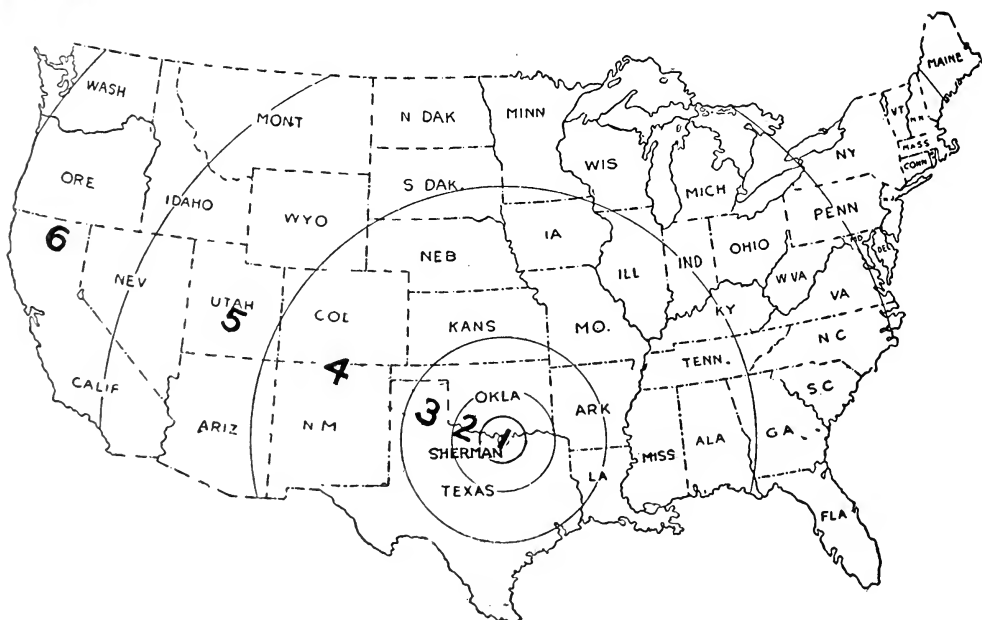 MAINE
WASH
MONT
N DAK
MINN
VT
N H
MASS
CONN
ORE
IDAHO
S DAK.
WIS
MICH
NY
WYO
PENN
6
NEB
IA
OHIO
MD
DEL
NEV
UTAH
5
COL
ILL
IND
W VA
VA
KANS
MO.
KY
N C
4
TENN.
CALIF
S.C
3
OKLA
ARK
ARIZ
N M
2
1
SHERMAN
MISS
ALA
GA
TEXAS
LA
FLA